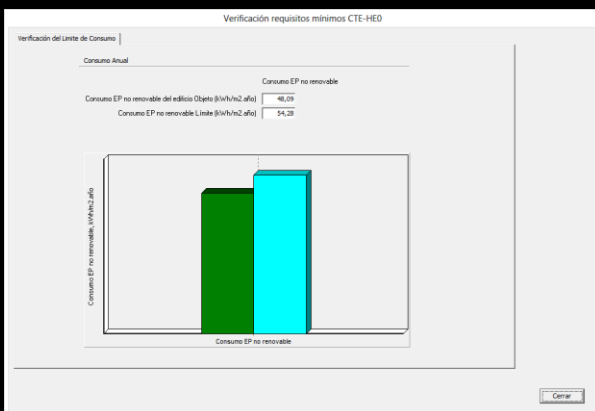 Verificación requisitos mínimos CTE-HE0
Verificación del Límite de Consumo
Consumo Anual
Consumo EP no renovable
Consumo EP no renovable del edificio Objeto (kWh/m2.año) 48,09
Consumo EP no renovable Límite (kWh/m2.año) 54,28
Consumo EP no renovable, kWh/m2.año
Consumo EP no renovable
Cerrar